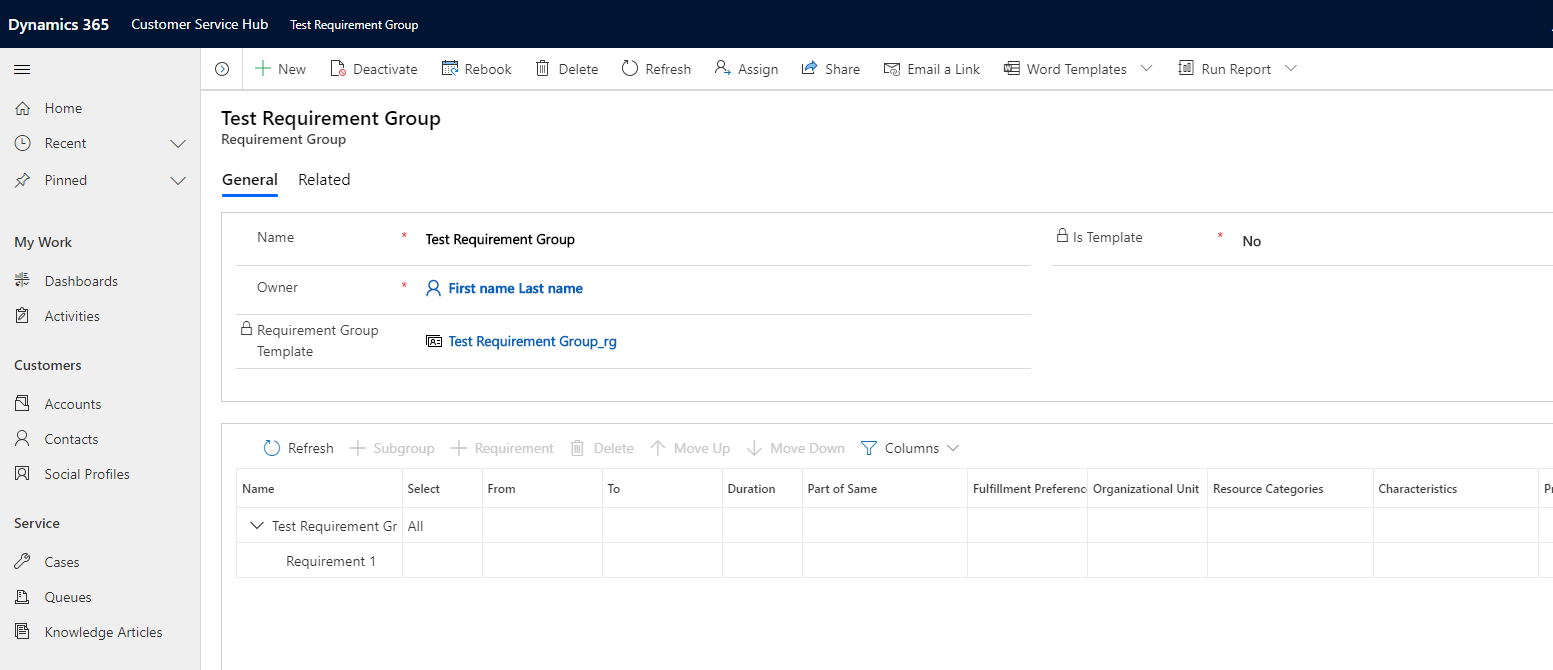 Dynamics 365 Customer Service Hub Test Requirement Group
New Deactivate Rebook Delete Refresh Assign Share Email a Link Word Templates Run Report
Home
Recent
Pinned
My Work
Dashboards
Activities
Customers
Accounts
Contacts
Social Profiles
Service
Cases
Queues
Knowledge Articles
Test Requirement Group
Requirement Group
General Related
Name * Test Requirement Group
Is Template * No
Owner * First name Last name
Requirement Group
Template
Test Requirement Group_rg
Refresh Subgroup Requirement Delete Move Up Move Down Columns
Name Select From To Duration Part of Same Fulfillment Preferenc Organizational Unit Resource Categories Characteristics Pr
Test Requirement Gr All
Requirement 1